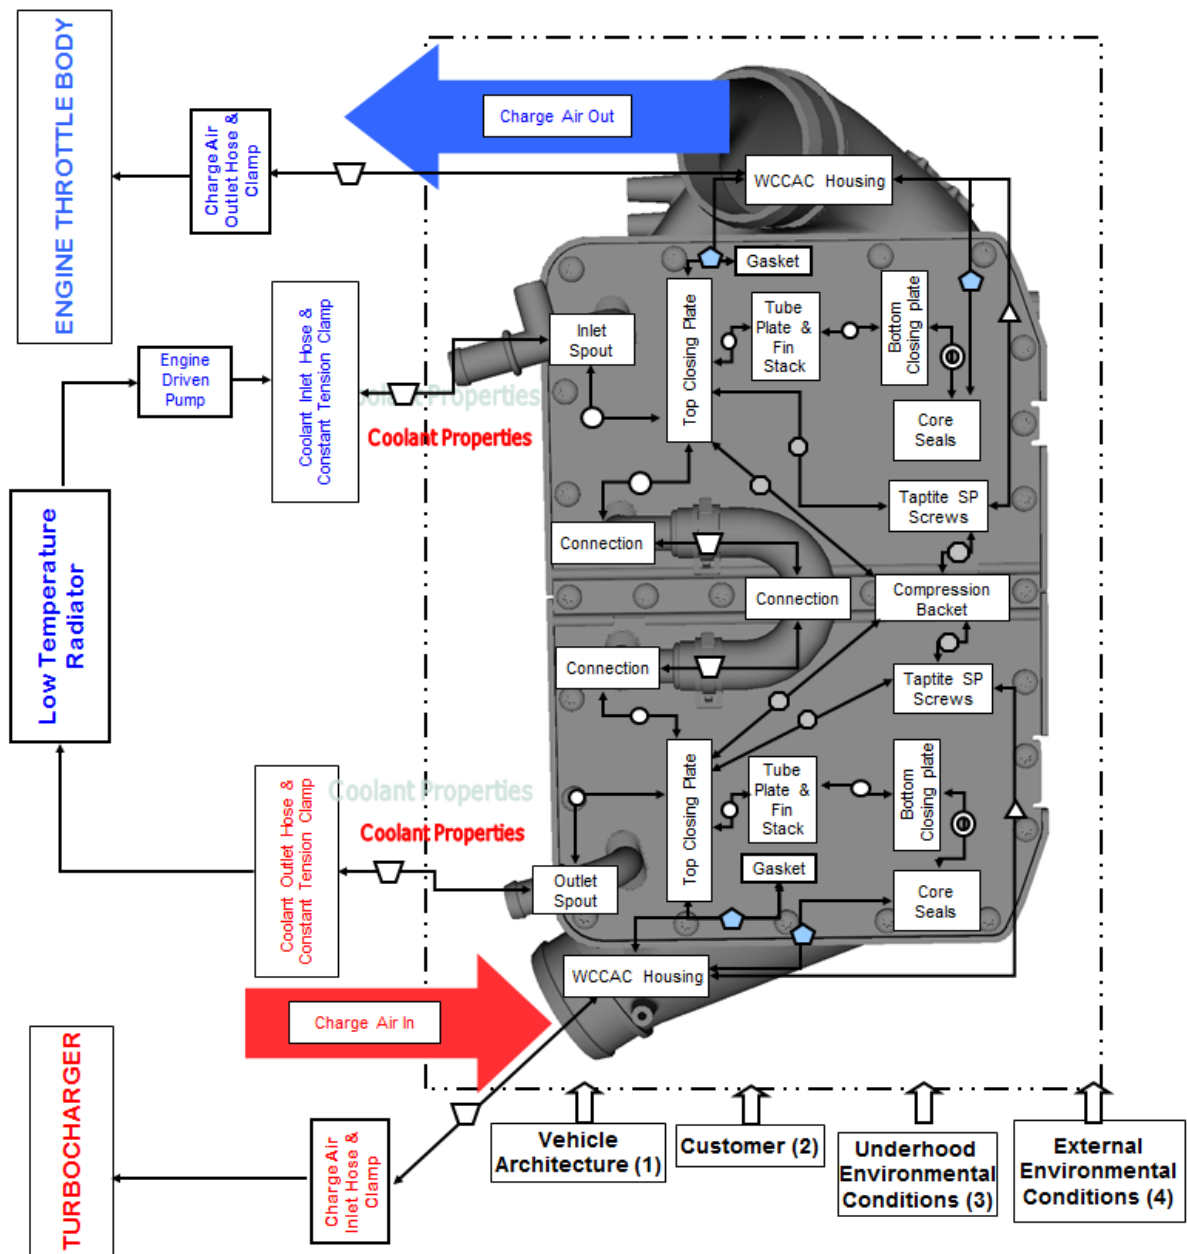 ENGINE THROTTLE BODY
Charge Air
Outlet Hose &
Clamp
Charge Air Out
WCCAC Housing
Gasket
Top Closing Plate
Tube
Plate &
Fin
Stack
Bottom
Closing plate
Core
Seals
Inlet
Spout
Coolant Inlet Hose &
Constant Tension Clamp
Engine
Driven
Pump
Coolant Properties
Coolant Properties
Taptite SP
Screws
Connection
Connection
Compression
Backet
Connection
Taptite SP
Screws
Low Temperature
Radiator
Coolant Outlet Hose &
Constant Tension Clamp
Coolant Properties
Coolant Properties
Top Closing Plate
Tube
Plate &
Fin
Stack
Bottom
Closing plate
Gasket
Core
Seals
Outlet
Spout
WCCAC Housing
Charge Air In
TURBOCHARGER
Charge Air
Inlet Hose &
Clamp
Vehicle
Architecture (1)
Customer (2)
Underhood
Environmental
Conditions (3)
External
Environmental
Conditions (4)